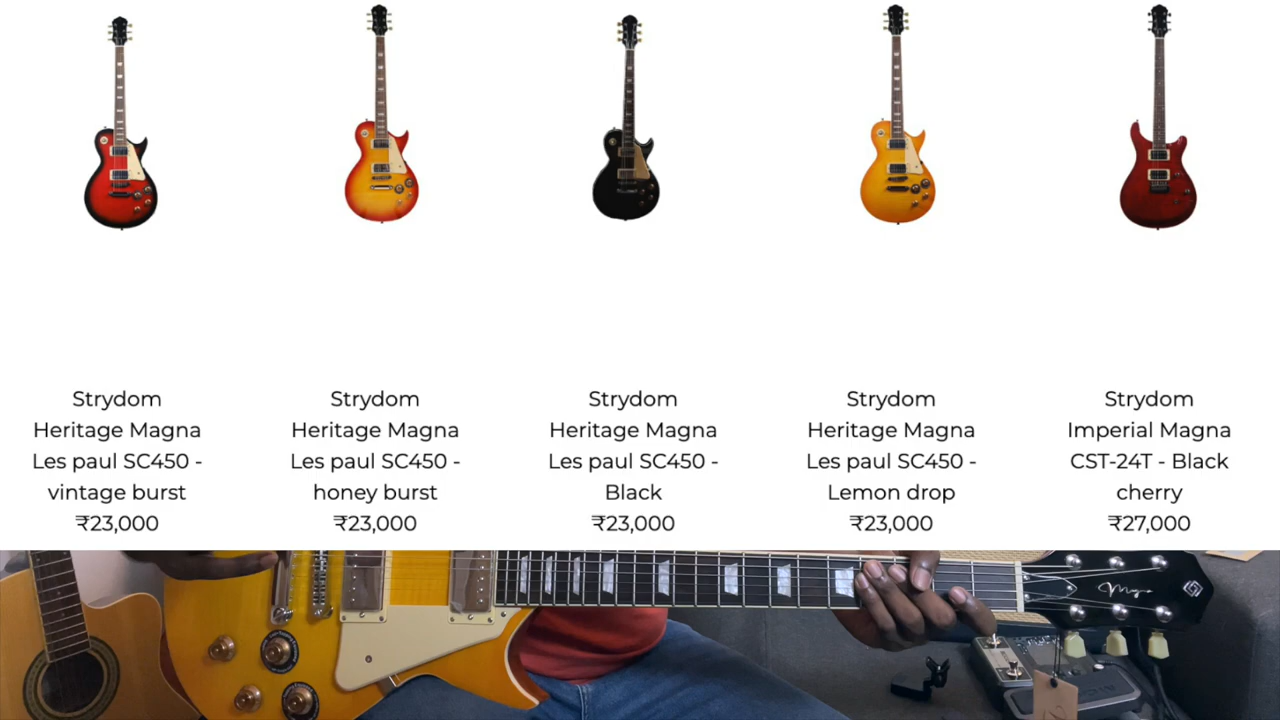 Strydom
Heritage Magna
Les paul SC450 -
vintage burst
₹23,000
Strydom
Heritage Magna
Les paul SC450 -
honey burst
₹23,000
Strydom
Heritage Magna
Les paul SC450 -
Black
₹23,000
Strydom
Heritage Magna
Les paul SC450 -
Lemon drop
₹23,000
Strydom
Imperial Magna
CST-24T - Black
cherry
₹27,000
Magna